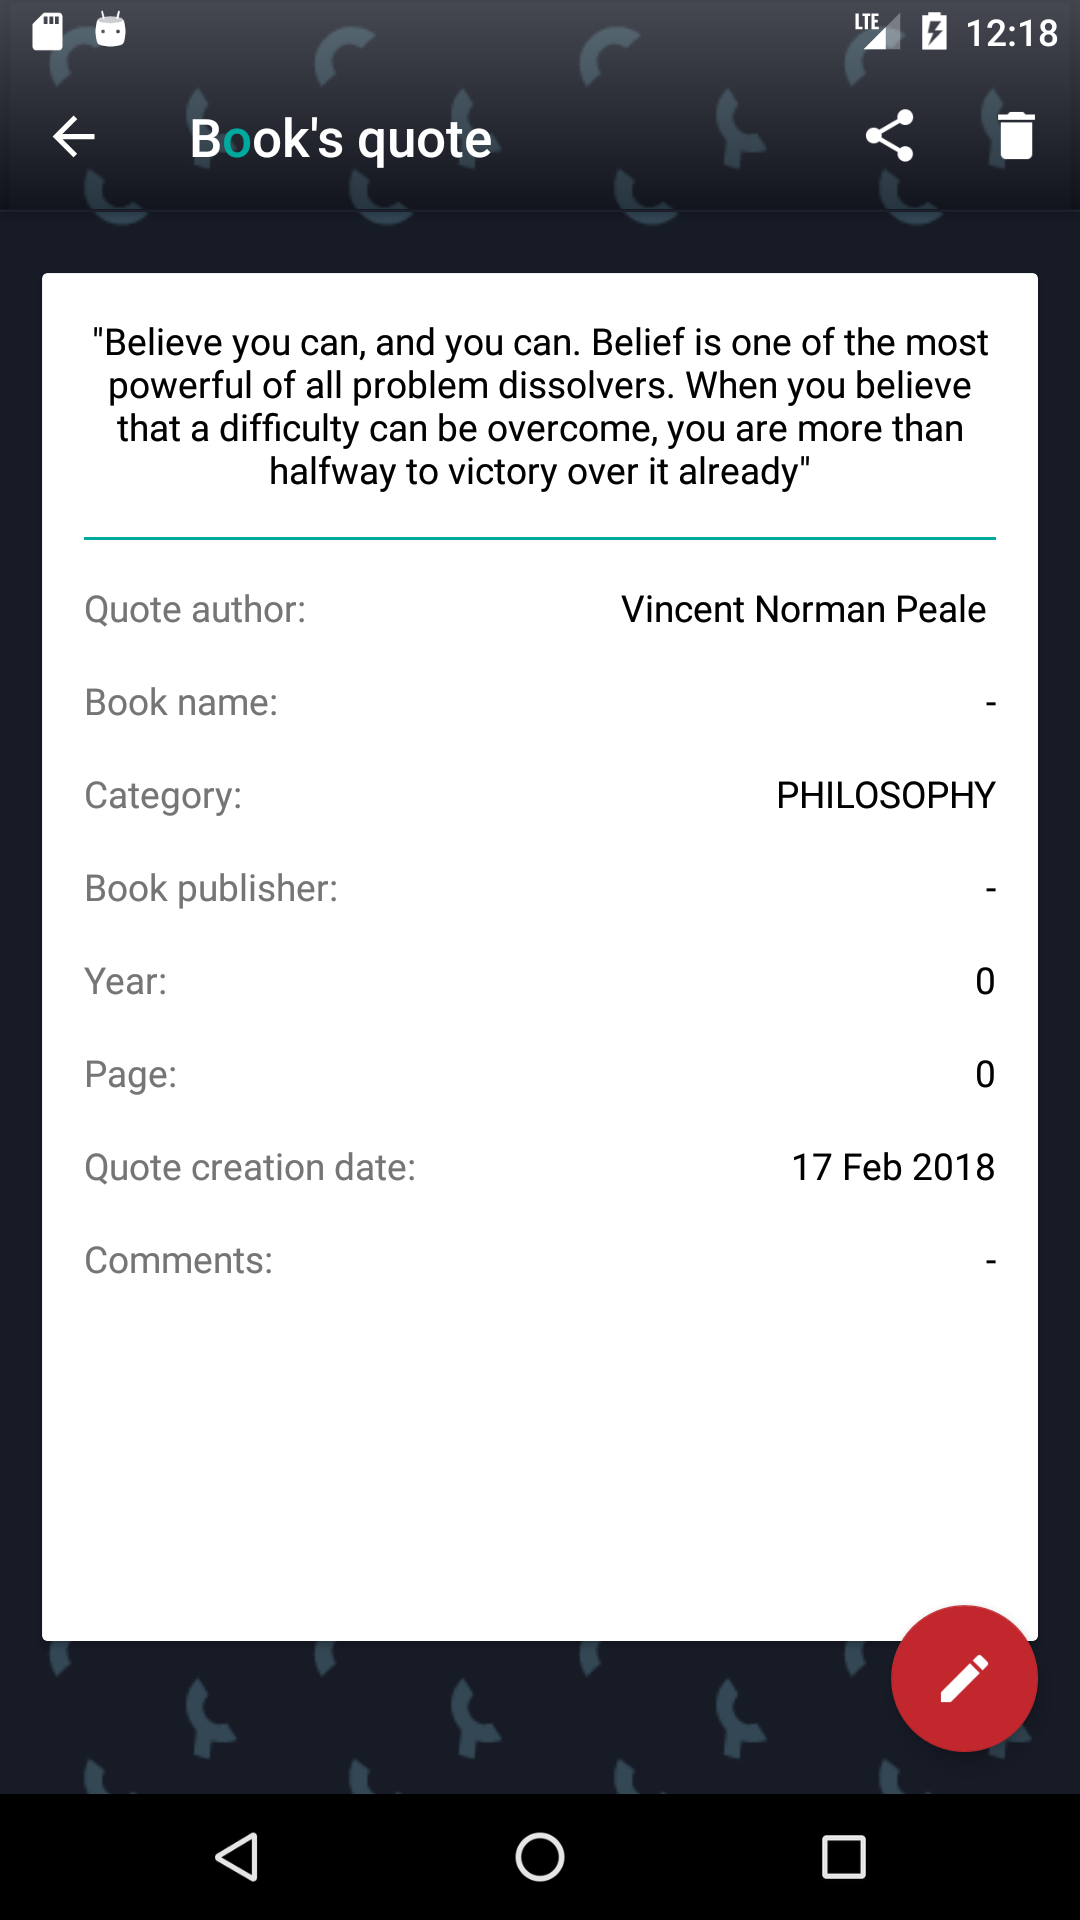 LTE 12:18
Book's quote
"Believe you can, and you can. Belief is one of the most
powerful of all problem dissolvers. When you believe
that a difficulty can be overcome, you are more than
halfway to victory over it already"
Quote author: Vincent Norman Peale
Book name: -
Category: PHILOSOPHY
Book publisher: -
Year: 0
Page: 0
Quote creation date: 17 Feb 2018
Comments: -